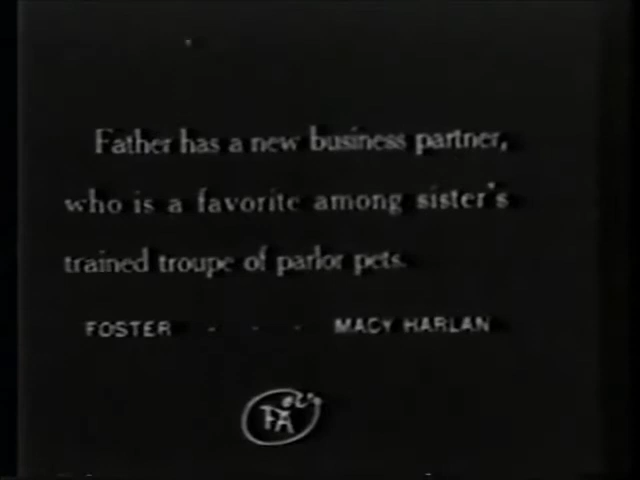 Father has a new business partner,
who is a favorite among sister's
trained troupe of parlor pets.
FOSTER - - - MACY HARLAN
FA